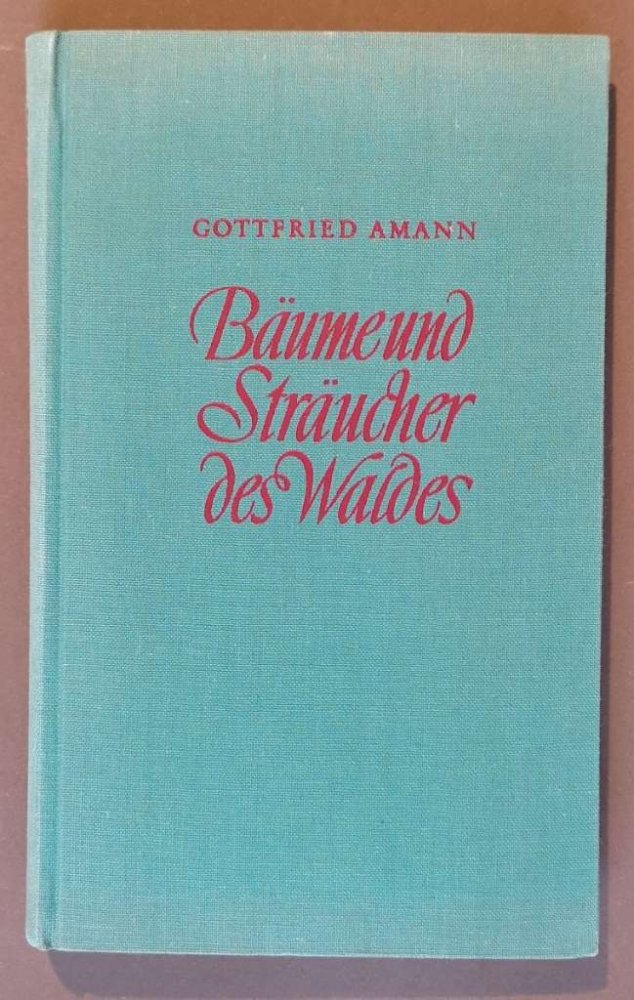 GOTTFRIED AMANN
Bäume und
Sträucher
des Waldes